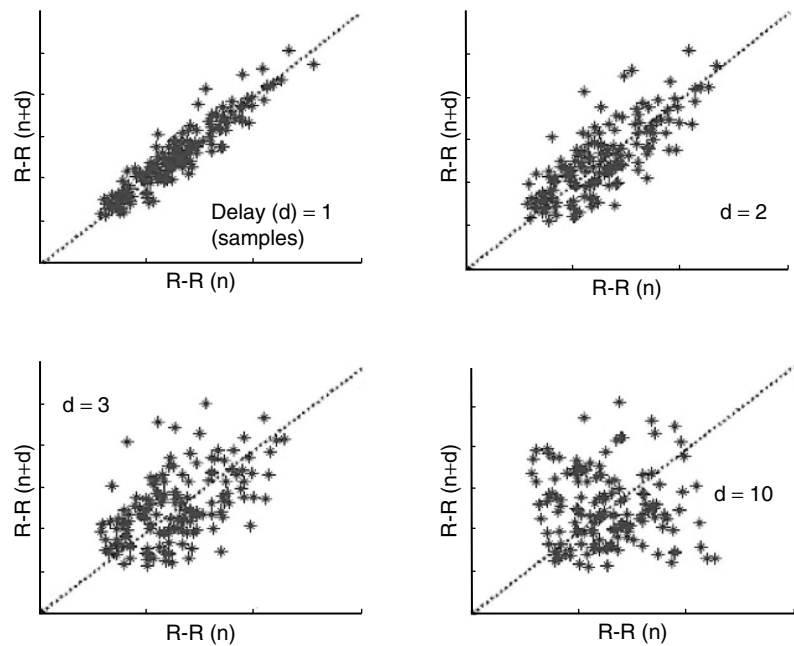 R-R (n+d)
Delay (d) = 1
(samples)
R-R (n)
R-R (n+d)
d = 2
R-R (n)
d = 3
R-R (n+d)
R-R (n)
R-R (n+d)
d = 10
R-R (n)